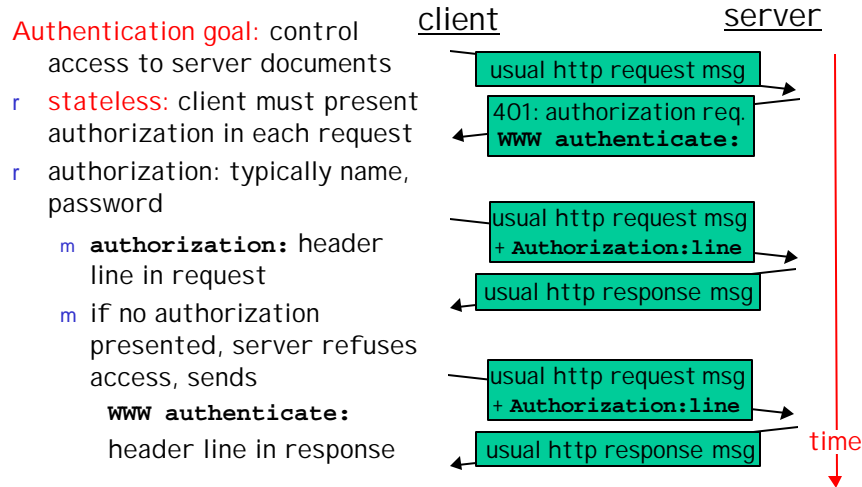 Authentication goal: control
access to server documents
r stateless: client must present
authorization in each request
r authorization: typically name,
password
m authorization: header
line in request
m if no authorization
presented, server refuses
access, sends
WWW authenticate:
header line in response
client
server
usual http request msg
401: authorization req.
WWW authenticate:
usual http request msg
+ Authorization:line
usual http response msg
usual http request msg
+ Authorization:line
usual http response msg
time